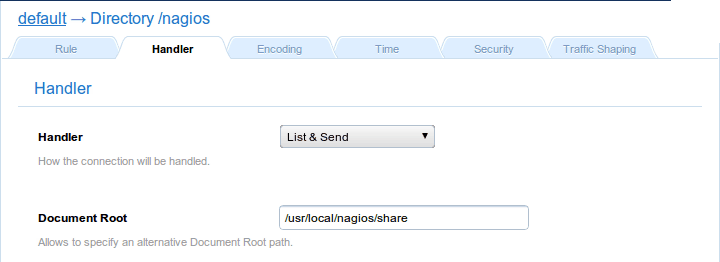 default → Directory /nagios
Rule Handler Encoding Time Security Traffic Shaping
Handler
Handler List & Send
How the connection will be handled.
Document Root /usr/local/nagios/share
Allows to specify an alternative Document Root path.